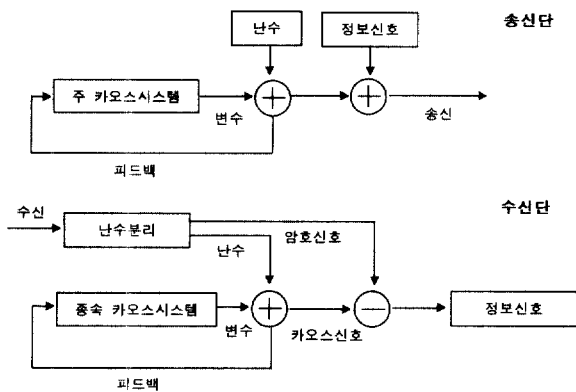 난수
정보신호
송신단
주 카오스시스템
변수
송신
피드백
수신단
수신
난수분리
암호신호
난수
종속 카오스시스템
변수
카오스신호
정보신호
피드백